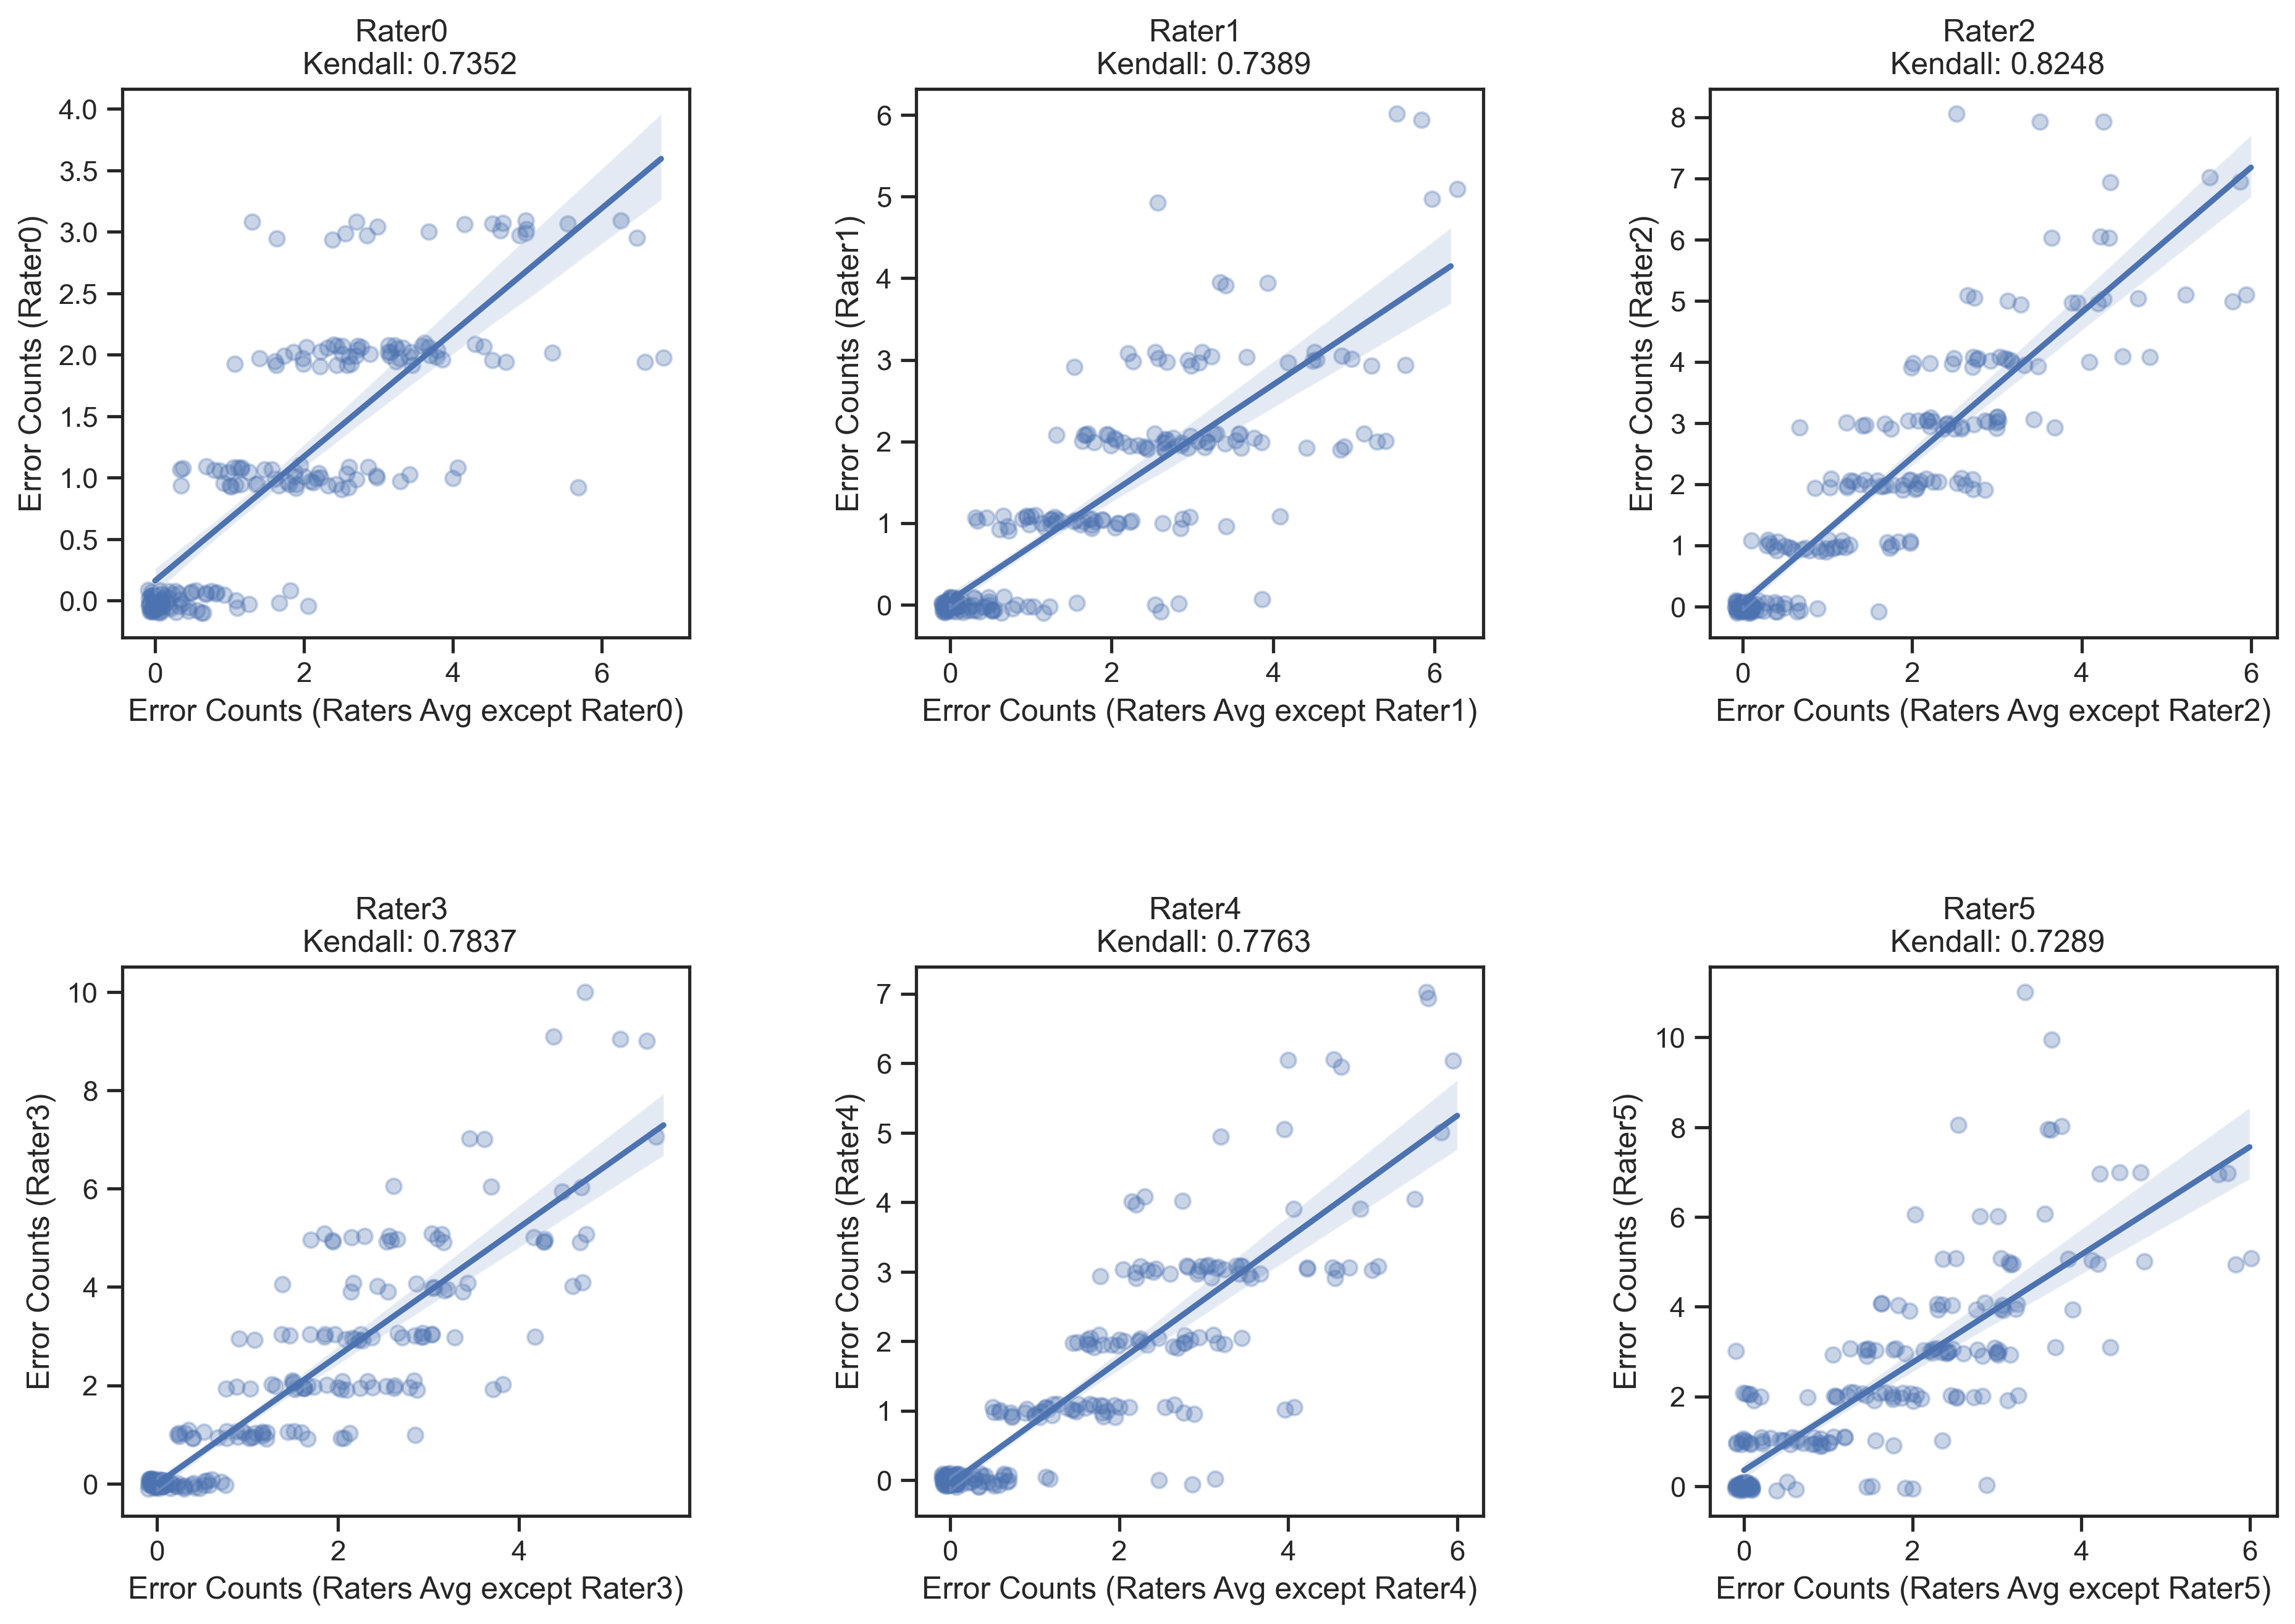 Rater0
Kendall: 0.7352
4.0
3.5
3.0
2.5
2.0
1.5
1.0
0.5
0.0
Error Counts (Rater0)
0 2 4 6
Error Counts (Raters Avg except Rater0)
Rater1
Kendall: 0.7389
6
5
4
3
2
1
0
Error Counts (Rater1)
0 2 4 6
Error Counts (Raters Avg except Rater1)
Rater2
Kendall: 0.8248
8
7
6
5
4
3
2
1
0
Error Counts (Rater2)
0 2 4 6
Error Counts (Raters Avg except Rater2)
Rater3
Kendall: 0.7837
10
8
6
4
2
0
Error Counts (Rater3)
0 2 4
Error Counts (Raters Avg except Rater3)
Rater4
Kendall: 0.7763
7
6
5
4
3
2
1
0
Error Counts (Rater4)
0 2 4 6
Error Counts (Raters Avg except Rater4)
Rater5
Kendall: 0.7289
10
8
6
4
2
0
Error Counts (Rater5)
0 2 4 6
Error Counts (Raters Avg except Rater5)